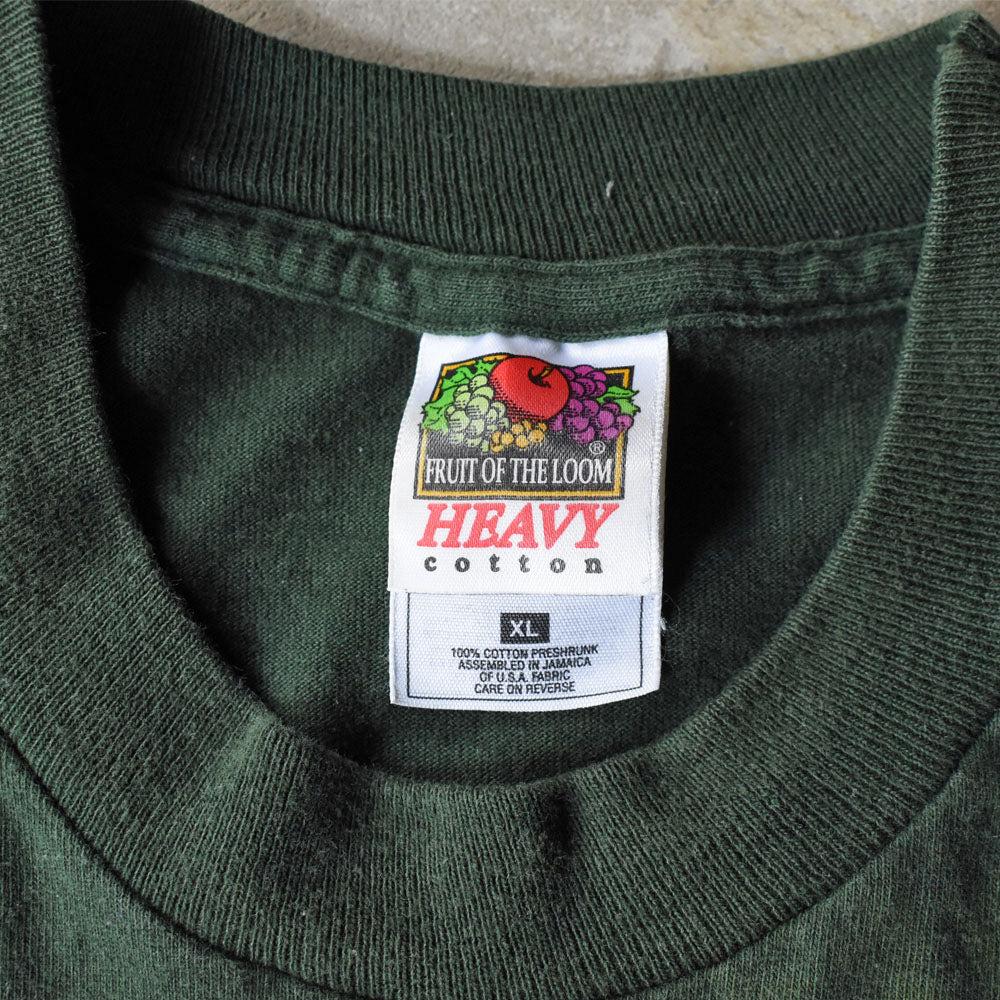 ®
FRUIT OF THE LOOM
HEAVY
cotton
XL
100% COTTON PRESHRUNK
ASSEMBLED IN JAMAICA
OF U.S.A. FABRIC
CARE ON REVERSE